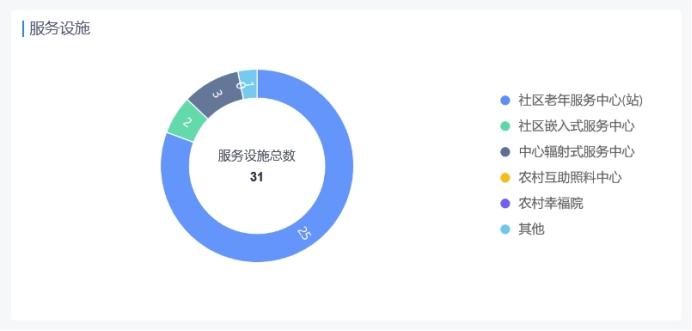 服务设施
25
2
3
0
1
服务设施总数
31
社区老年服务中心(站)
社区嵌入式服务中心
中心辐射式服务中心
农村互助照料中心
农村幸福院
其他